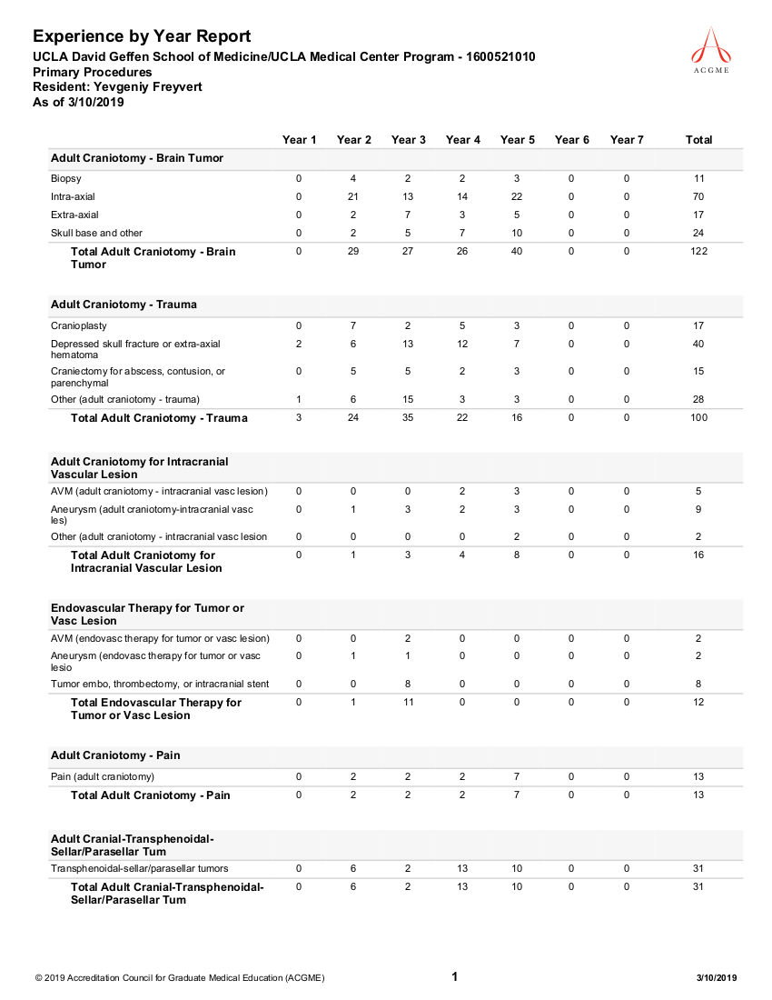 Experience by Year Report
UCLA David Geffen School of Medicine/UCLA Medical Center Program - 1600521010
Primary Procedures
Resident: Yevgeniy Freyvert
As of 3/10/2019
ACGME
Year 1 Year 2 Year 3 Year 4 Year 5 Year 6 Year 7 Total
Adult Craniotomy - Brain Tumor
Biopsy 0 4 2 2 3 0 0 11
Intra-axial 0 21 13 14 22 0 0 70
Extra-axial 0 2 7 3 5 0 0 17
Skull base and other 0 2 5 7 10 0 0 24
Total Adult Craniotomy - Brain 0 29 27 26 40 0 0 122
Tumor
Adult Craniotomy - Trauma
Cranioplasty 0 7 2 5 3 0 0 17
Depressed skull fracture or extra-axial 2 6 13 12 7 0 0 40
hematoma
Craniectomy for abscess, contusion, or 0 5 5 2 3 0 0 15
parenchymal
Other (adult craniotomy - trauma) 1 6 15 3 3 0 0 28
Total Adult Craniotomy - Trauma 3 24 35 22 16 0 0 100
Adult Craniotomy for Intracranial
Vascular Lesion
AVM (adult craniotomy - intracranial vasc lesion) 0 0 0 2 3 0 0 5
Aneurysm (adult craniotomy-intracranial vasc 0 1 3 2 3 0 0 9
les)
Other (adult craniotomy - intracranial vasc lesion 0 0 0 0 2 0 0 2
Total Adult Craniotomy for 0 1 3 4 8 0 0 16
Intracranial Vascular Lesion
Endovascular Therapy for Tumor or
Vasc Lesion
AVM (endovasc therapy for tumor or vasc lesion) 0 0 2 0 0 0 0 2
Aneurysm (endovasc therapy for tumor or vasc 0 1 1 0 0 0 0 2
lesio
Tumor embo, thrombectomy, or intracranial stent 0 0 8 0 0 0 0 8
Total Endovascular Therapy for 0 1 11 0 0 0 0 12
Tumor or Vasc Lesion
Adult Craniotomy - Pain
Pain (adult craniotomy) 0 2 2 2 7 0 0 13
Total Adult Craniotomy - Pain 0 2 2 2 7 0 0 13
Adult Cranial-Transphenoidal-
Sellar/Parasellar Tum
Transphenoidal-sellar/parasellar tumors 0 6 2 13 10 0 0 31
Total Adult Cranial-Transphenoidal- 0 6 2 13 10 0 0 31
Sellar/Parasellar Tum
© 2019 Accreditation Council for Graduate Medical Education (ACGME) 1 3/10/2019